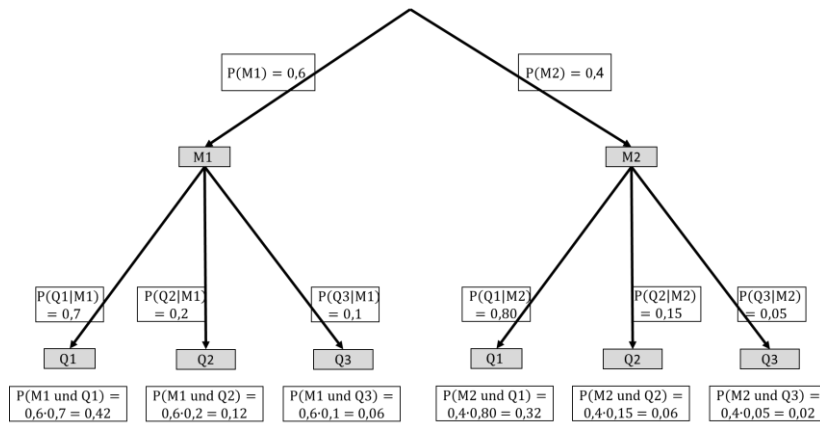 P(M1) = 0,6
P(M2) = 0,4
M1
M2
P(Q1|M1)
= 0,7
P(Q2|M1)
= 0,2
P(Q3|M1)
= 0,1
P(Q1|M2)
= 0,80
P(Q2|M2)
= 0,15
P(Q3|M2)
= 0,05
Q1
Q2
Q3
Q1
Q2
Q3
P(M1 und Q1) =
0,6·0,7 = 0,42
P(M1 und Q2) =
0,6·0,2 = 0,12
P(M1 und Q3) =
0,6·0,1 = 0,06
P(M2 und Q1) =
0,4·0,80 = 0,32
P(M2 und Q2) =
0,4·0,15 = 0,06
P(M2 und Q3) =
0,4·0,05 = 0,02